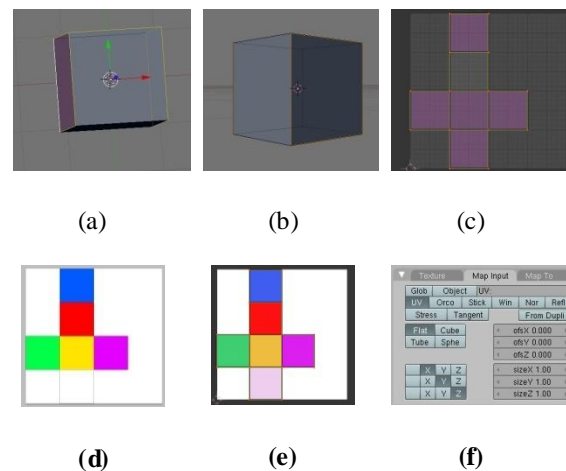 (a)
(b)
(c)
Texture Map Input Map To
Glob Object UV:
UV Orco Stick Win Nor Refl
Stress Tangent From Dupli
Flat Cube ofsX 0.000
Tube Sphe ofsY 0.000
ofsZ 0.000
X Y Z sizeX 1.00
X Y Z sizeY 1.00
X Y Z sizeZ 1.00
(d)
(e)
(f)